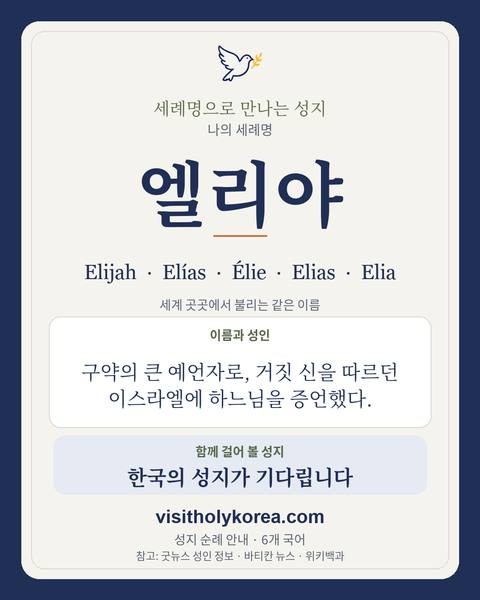 세례명으로 만나는 성지
나의 세례명
엘리야
Elijah · Elías · Élie · Elias · Elia
세계 곳곳에서 불리는 같은 이름
이름과 성인
구약의 큰 예언자로, 거짓 신을 따르던
이스라엘에 하느님을 증언했다.
함께 걸어 볼 성지
한국의 성지가 기다립니다
visitholykorea.com
성지 순례 안내 · 6개 국어
참고: 굿뉴스 성인 정보 · 바티칸 뉴스 · 위키백과